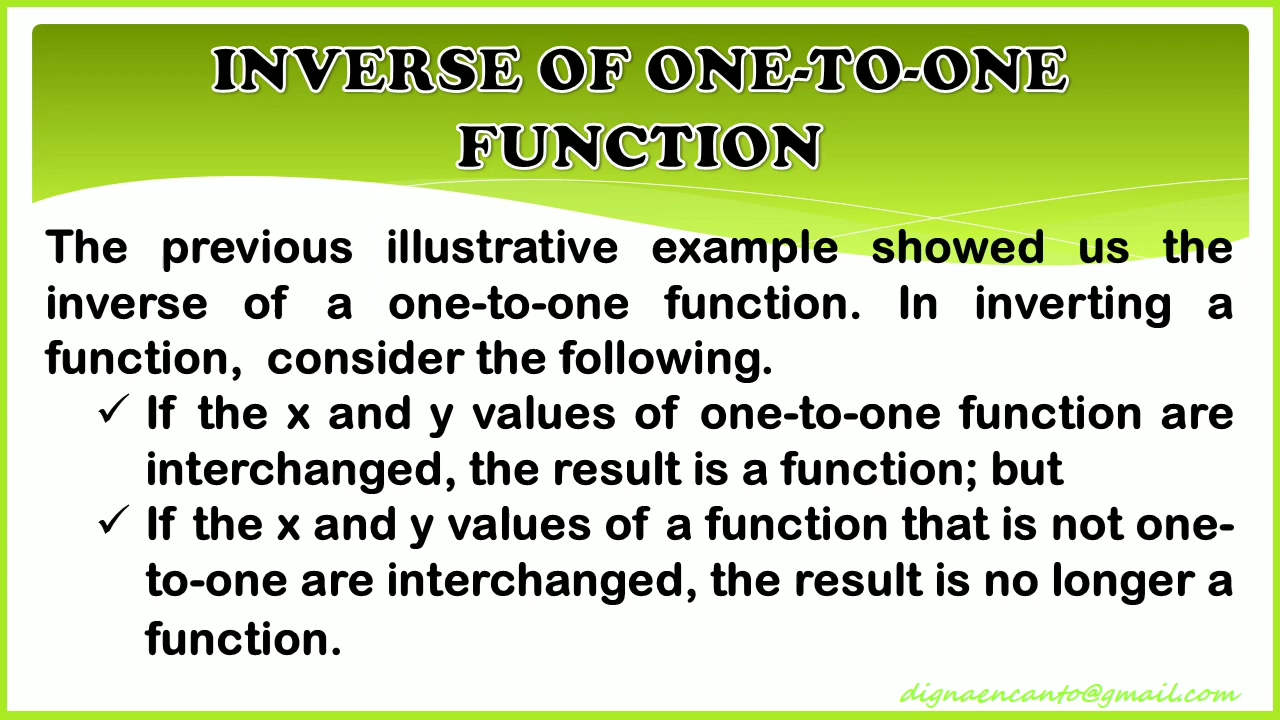 INVERSE OF ONE-TO-ONE
FUNCTION
The previous illustrative example showed us the
inverse of a one-to-one function. In inverting a
function, consider the following.
✓ If the x and y values of one-to-one function are
interchanged, the result is a function; but
✓ If the x and y values of a function that is not one-
to-one are interchanged, the result is no longer a
function.
dignaencanto@gmail.com